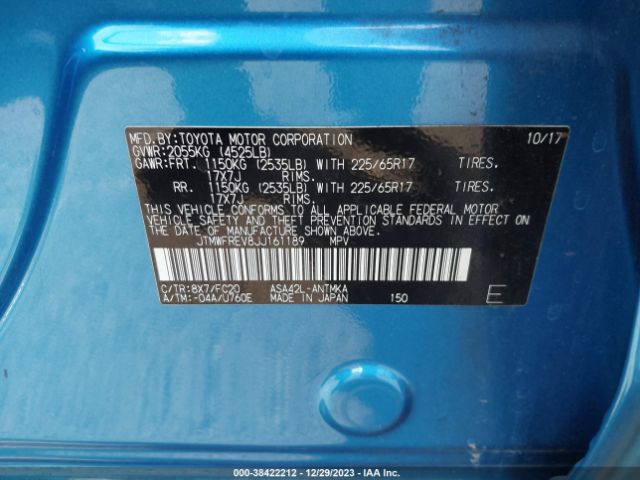 MFD.BY:TOYOTA MOTOR CORPORATION 10/17
GVWR:2055KG (4525LB)
GAWR:FRT. 1150KG (2535LB) WITH 225/65R17 TIRES.
17X7J RIMS.
RR. 1150KG (2535LB) WITH 225/65R17 TIRES.
17X7J RIMS.
THIS VEHICLE CONFORMS TO ALL APPLICABLE FEDERAL MOTOR
VEHICLE SAFETY AND THEFT PREVENTION STANDARDS IN EFFECT ON
THE DATE OF MANUFACTURE SHOWN ABOVE.
JTMWFREV8JJ161189 MPV
C/TR:8X7/FC20 ASA42L-ANTMKA
A/TM:-04A/U760E MADE IN JAPAN 150 E
000-38422212 - 12/29/2023 - IAA Inc.